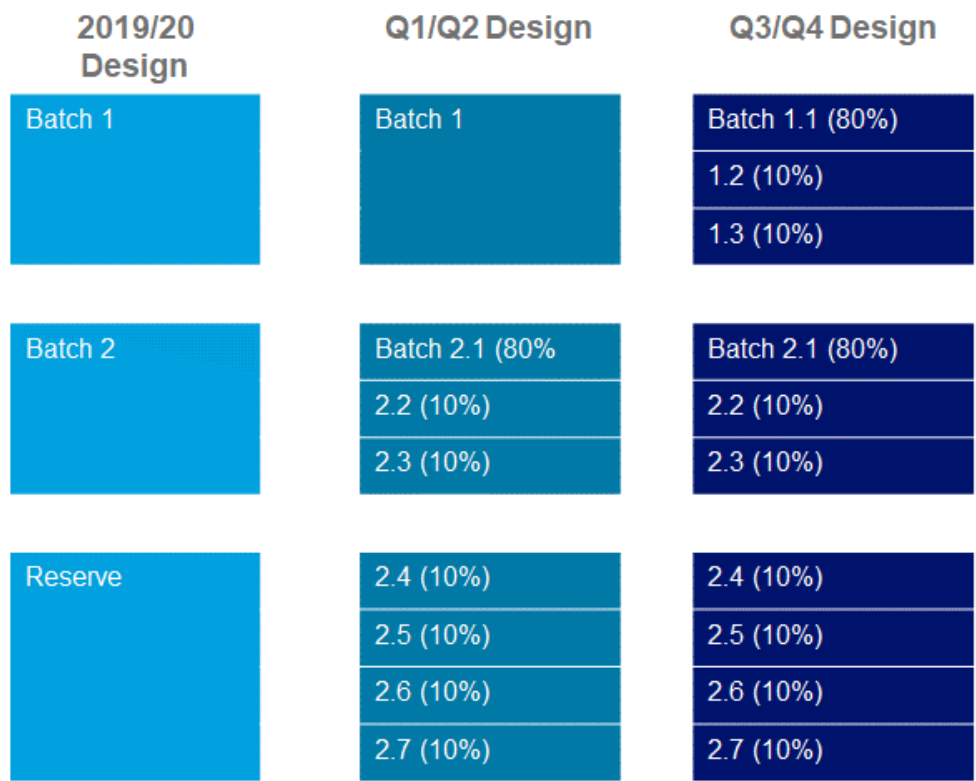 2019/20
Design
Q1/Q2 Design
Q3/Q4 Design
Batch 1
Batch 1
Batch 1.1 (80%)
1.2 (10%)
1.3 (10%)
Batch 2
Batch 2.1 (80%
Batch 2.1 (80%)
2.2 (10%)
2.2 (10%)
2.3 (10%)
2.3 (10%)
Reserve
2.4 (10%)
2.4 (10%)
2.5 (10%)
2.5 (10%)
2.6 (10%)
2.6 (10%)
2.7 (10%)
2.7 (10%)